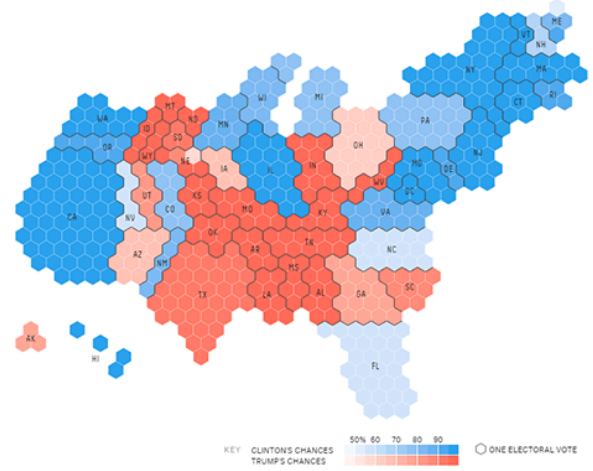 ME
VT
NH
WA
MT
ND
ID
SD
OR
MN
WI
MI
NY
MA
CT
RI
PA
OH
NJ
WY
NE
IA
IL
IN
WV
MD
DE
DC
CA
NV
UT
CO
KS
MO
KY
VA
AZ
NM
OK
AR
TN
NC
TX
LA
MS
AL
GA
SC
AK
HI
FL
KEY
CLINTON'S CHANCES
TRUMP'S CHANCES
50% 60 70 80 90
ONE ELECTORAL VOTE